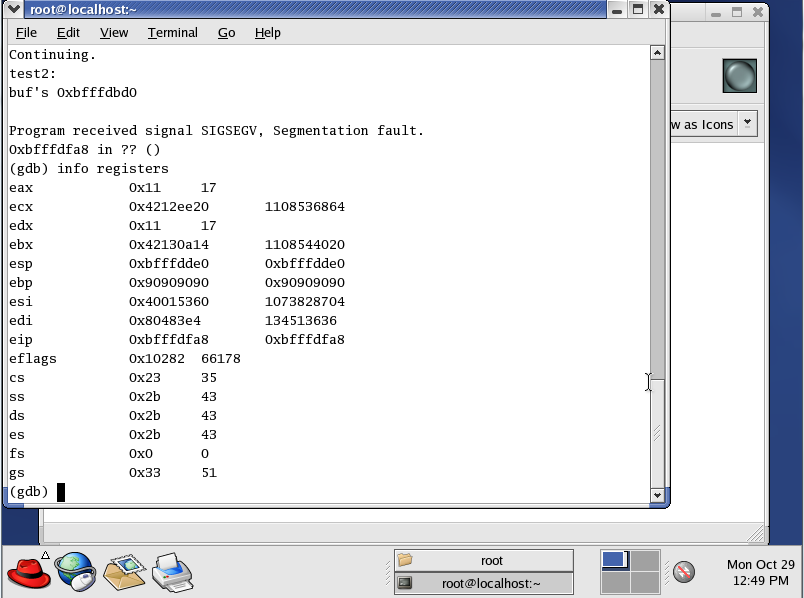 root@localhost:~
File Edit View Terminal Go Help
Continuing.
test2:
buf's 0xbfffdbd0
Program received signal SIGSEGV, Segmentation fault.
0xbfffdfa8 in ?? ()
(gdb) info registers
eax 0x11 17
ecx 0x4212ee20 1108536864
edx 0x11 17
ebx 0x42130a14 1108544020
esp 0xbfffdde0 0xbfffdde0
ebp 0x90909090 0x90909090
esi 0x40015360 1073828704
edi 0x80483e4 134513636
eip 0xbfffdfa8 0xbfffdfa8
eflags 0x10282 66178
cs 0x23 35
ss 0x2b 43
ds 0x2b 43
es 0x2b 43
fs 0x0 0
gs 0x33 51
(gdb)
w as Icons
root
root@localhost:~
Mon Oct 29
12:49 PM